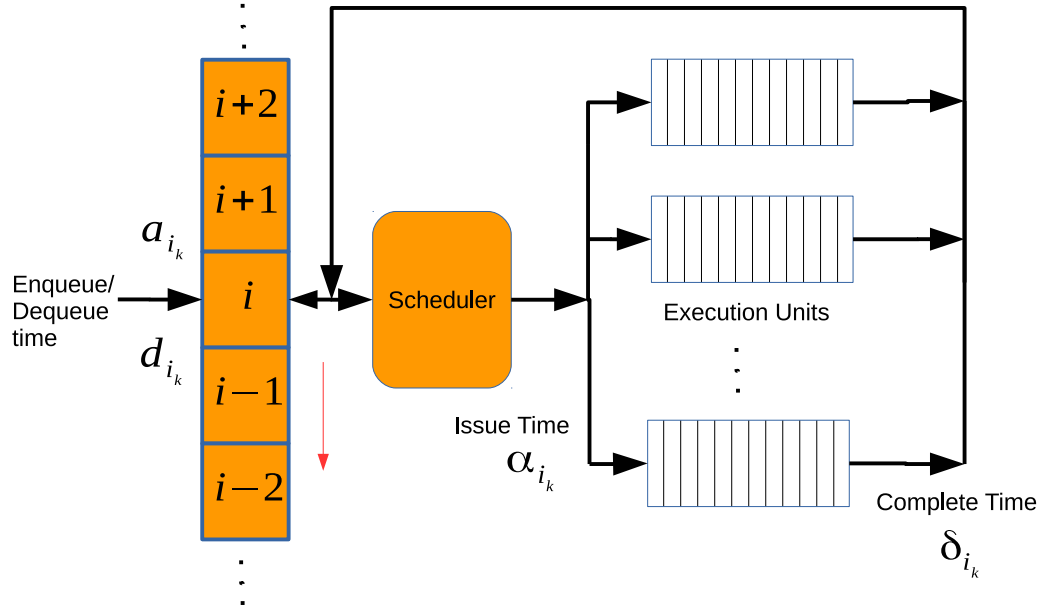 i+2
i+1
a_{i_k}
Enqueue/
Dequeue
time
i
Scheduler
Execution Units
d_{i_k}
i−1
Issue Time
α_{i_k}
i−2
Complete Time
δ_{i_k}